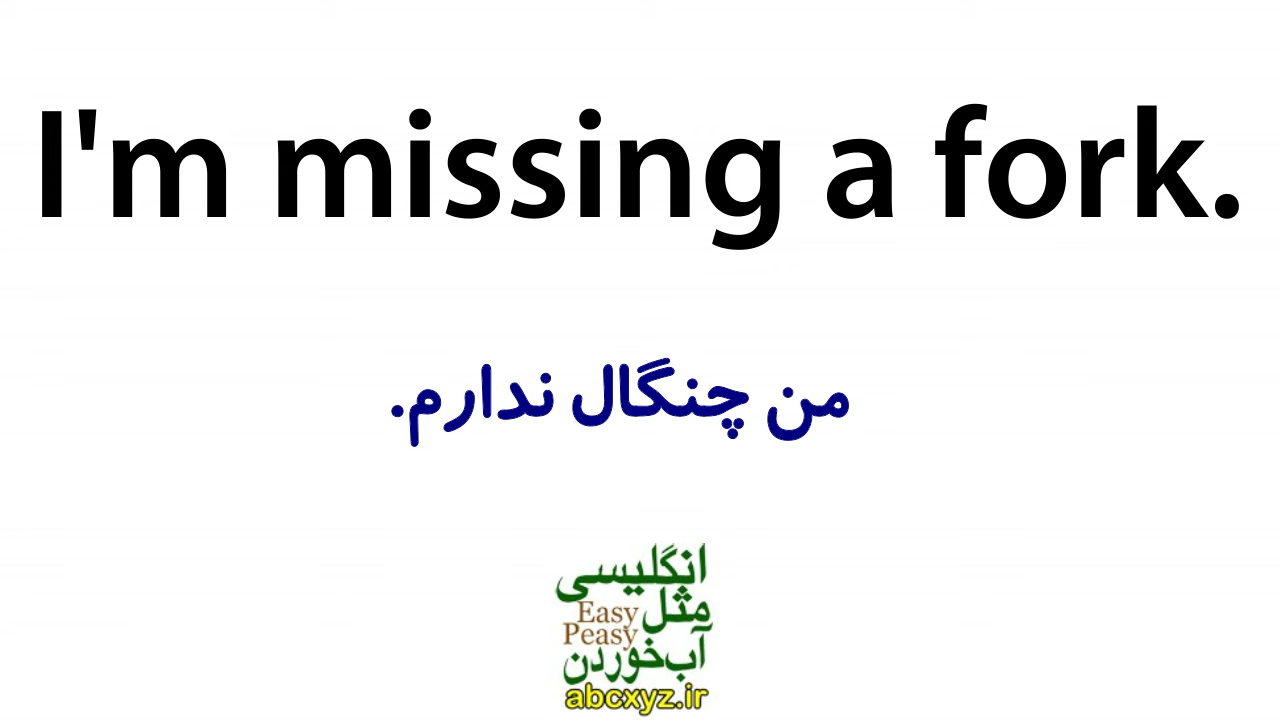 I'm missing a fork.
من چنگال ندارم.
انگلیسی
مثل Easy
Peasy
آب‌خوردن
abcxyz.ir